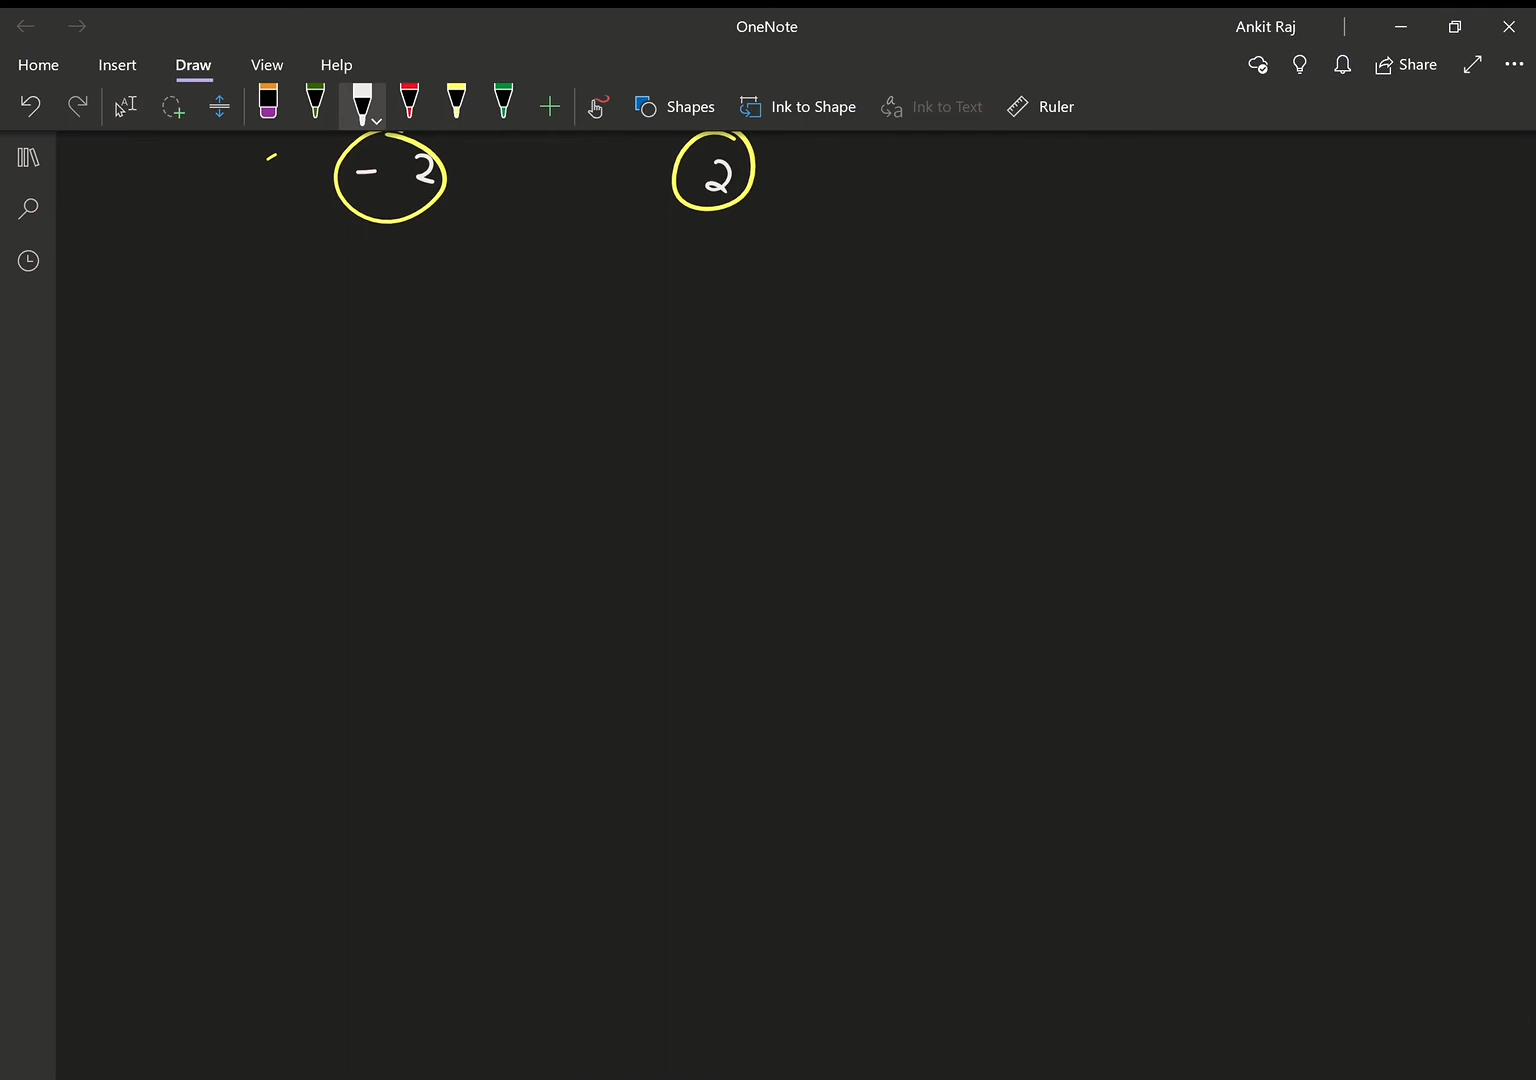 OneNote
Ankit Raj
Home Insert Draw View Help
Share
Shapes Ink to Shape Ink to Text Ruler
- 2 2